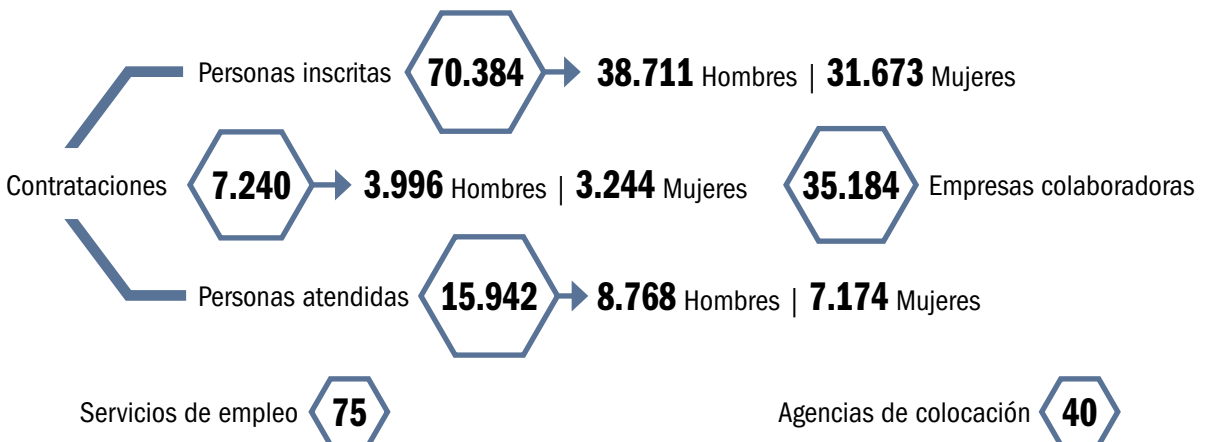 Personas inscritas 70.384 38.711 Hombres | 31.673 Mujeres
Contrataciones 7.240 3.996 Hombres | 3.244 Mujeres 35.184 Empresas colaboradoras
Personas atendidas 15.942 8.768 Hombres | 7.174 Mujeres
Servicios de empleo 75 Agencias de colocación 40